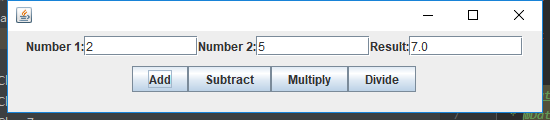 Number 1: 2 Number 2: 5 Result: 7.0
Add Subtract Multiply Divide